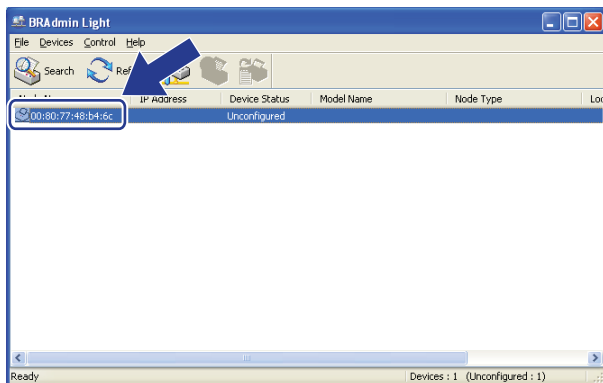 BRAdmin Light
File Devices Control Help
Search
IP Address Device Status Model Name Node Type
00:80:77:48:b4:6c Unconfigured
Ready Devices : 1 (Unconfigured : 1)